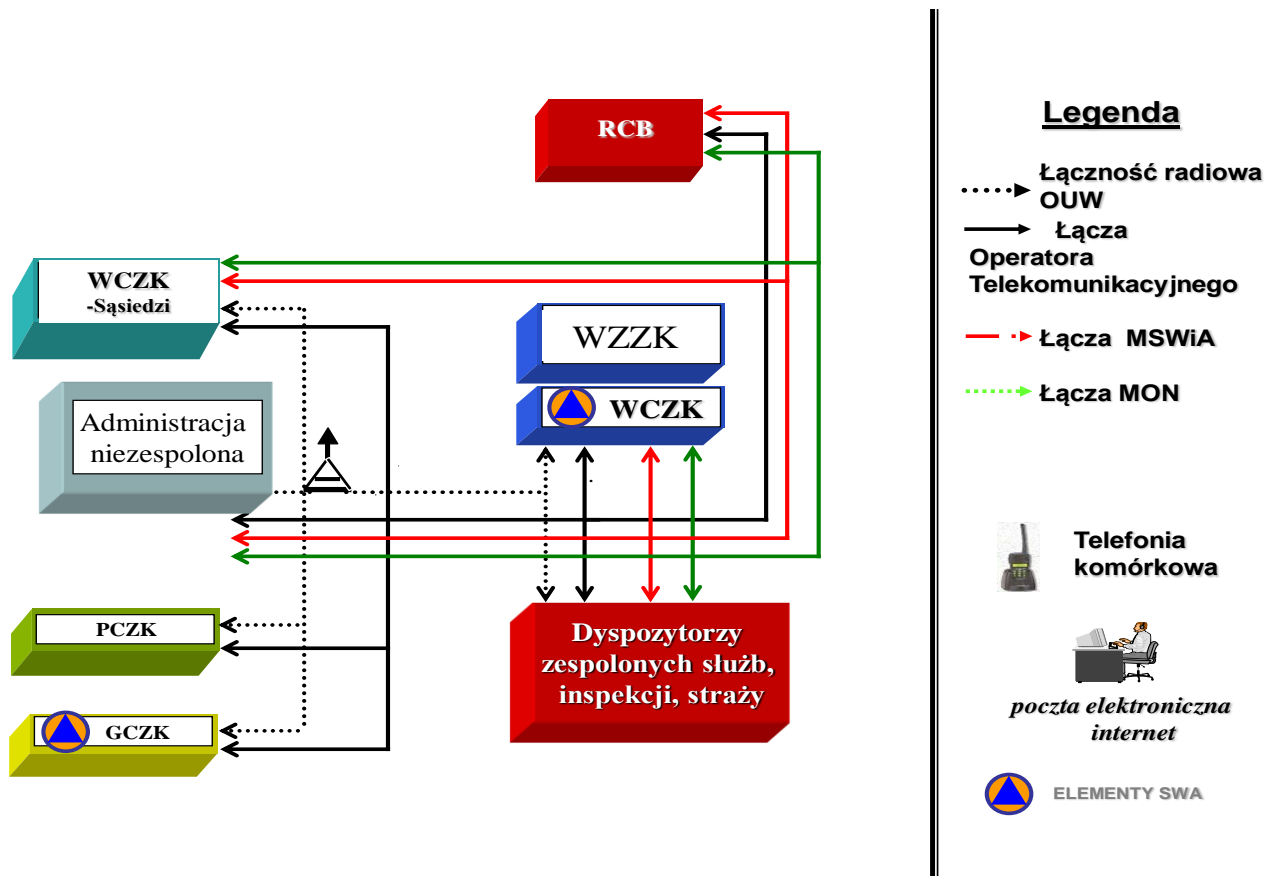 RCB
WCZK
-Sąsiedzi
WZZK
WCZK
Administracja
niezespolona
PCZK
GCZK
Dyspozytorzy
zespolonych służb,
inspekcji, straży
Legenda
Łączność radiowa
OUW
Łącza
Operatora
Telekomunikacyjnego
Łącza MSWiA
Łącza MON
Telefonia
komórkowa
poczta elektroniczna
internet
ELEMENTY SWA